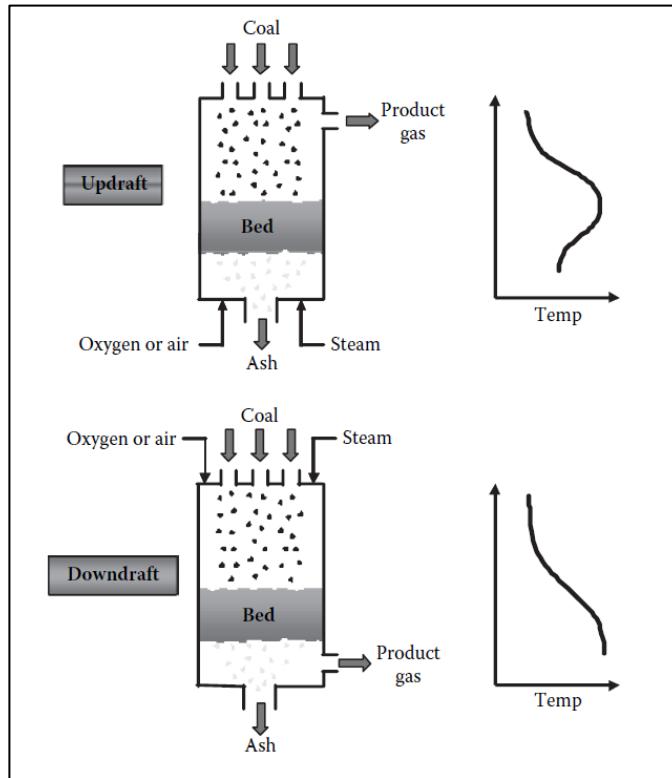 Coal
Product
gas
Updraft
Bed
Temp
Oxygen or air
Steam
Ash
Coal
Oxygen or air
Steam
Downdraft
Bed
Product
gas
Temp
Ash